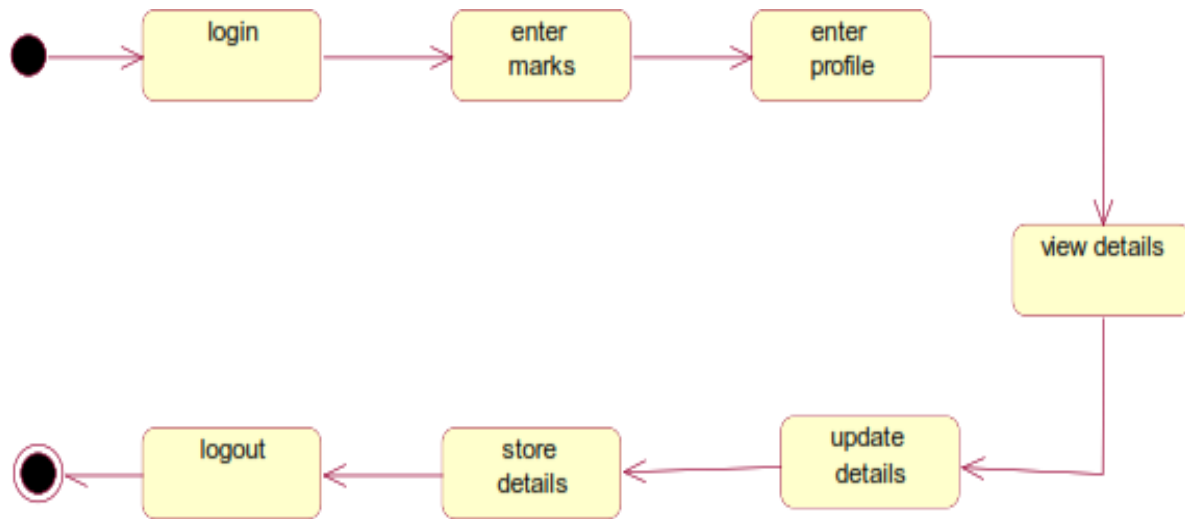 login
enter
marks
enter
profile
view details
update
details
store
details
logout